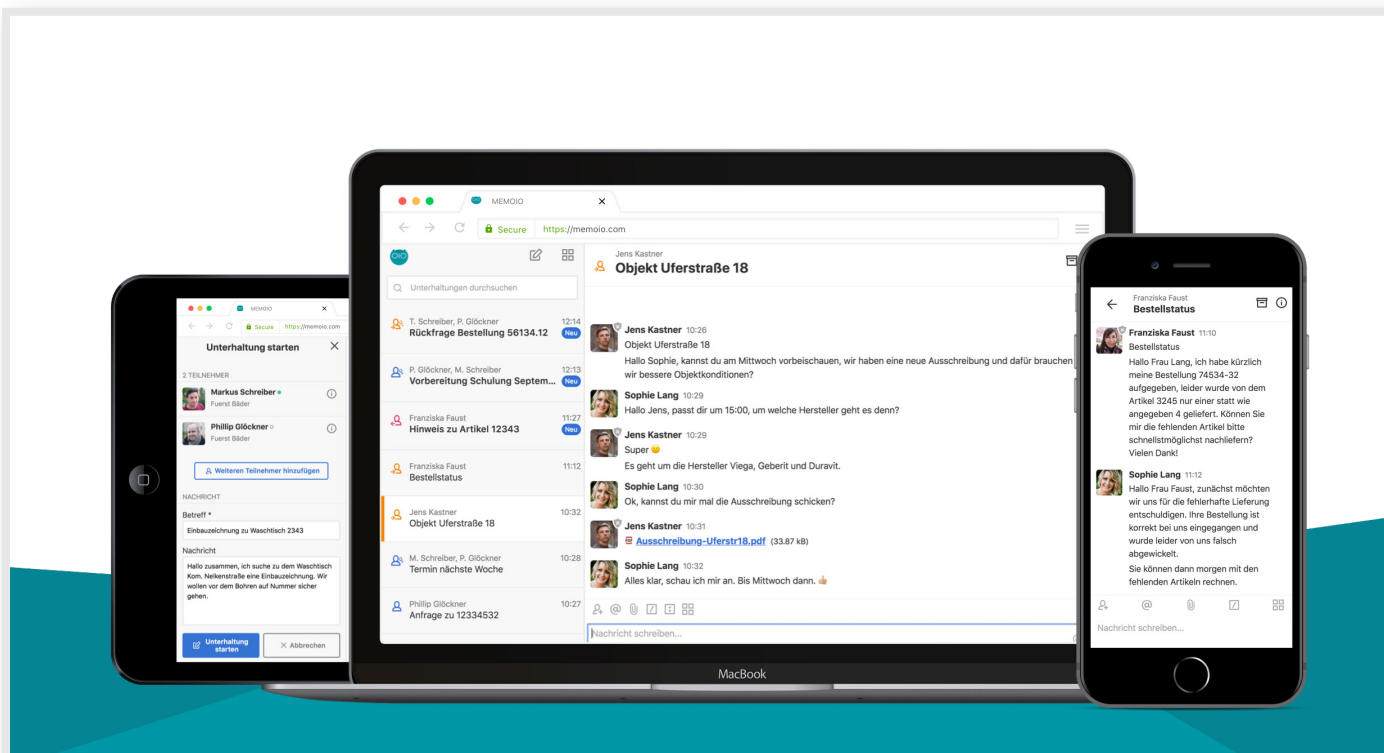 MEMOIO
Secure https://memoio.com
Unterhaltung starten
2 TEILNEHMER
Markus Schreiber
Fuerst Bäder
Phillip Glöckner
Fuerst Bäder
Weiteren Teilnehmer hinzufügen
NACHRICHT
Betreff *
Einbauzeichnung zu Waschtisch 2343
Nachricht
Hallo zusammen, ich suche zu dem Waschtisch
Kom. Nelkenstraße eine Einbauzeichnung. Wir
wollen vor dem Bohren auf Nummer sicher
gehen.
Unterhaltung
starten
Abbrechen
MEMOIO
Secure https://memoio.com
Unterhaltungen durchsuchen
T. Schreiber, P. Glöckner 12:14
Rückfrage Bestellung 56134.12 Neu
P. Glöckner, M. Schreiber 12:13
Vorbereitung Schulung Septem... Neu
Franziska Faust 11:27
Hinweis zu Artikel 12343 Neu
Franziska Faust 11:12
Bestellstatus
Jens Kastner 10:32
Objekt Uferstraße 18
M. Schreiber, P. Glöckner 10:28
Termin nächste Woche
Phillip Glöckner 10:27
Anfrage zu 12334532
Jens Kastner
Objekt Uferstraße 18
Jens Kastner 10:26
Objekt Uferstraße 18
Hallo Sophie, kannst du am Mittwoch vorbeischauen, wir haben eine neue Ausschreibung und dafür brauchen
wir bessere Objektkonditionen?
Sophie Lang 10:29
Hallo Jens, passt dir um 15:00, um welche Hersteller geht es denn?
Jens Kastner 10:29
Super 😊
Es geht um die Hersteller Viega, Geberit und Duravit.
Sophie Lang 10:30
Ok, kannst du mir mal die Ausschreibung schicken?
Jens Kastner 10:31
Ausschreibung-Uferstr18.pdf (33.87 kB)
Sophie Lang 10:32
Alles klar, schau ich mir an. Bis Mittwoch dann. 👍
Nachricht schreiben...
MacBook
Franziska Faust
Bestellstatus
Franziska Faust 11:10
Bestellstatus
Hallo Frau Lang, ich habe kürzlich
meine Bestellung 74534-32
aufgegeben, leider wurde von dem
Artikel 3245 nur einer statt wie
angegeben 4 geliefert. Können Sie
mir die fehlenden Artikel bitte
schnellstmöglichst nachliefern?
Vielen Dank!
Sophie Lang 11:12
Hallo Frau Faust, zunächst möchten
wir uns für die fehlerhafte Lieferung
entschuldigen. Ihre Bestellung ist
korrekt bei uns eingegangen und
wurde leider von uns falsch
abgewickelt.
Sie können dann morgen mit den
fehlenden Artikeln rechnen.
Nachricht schreiben...